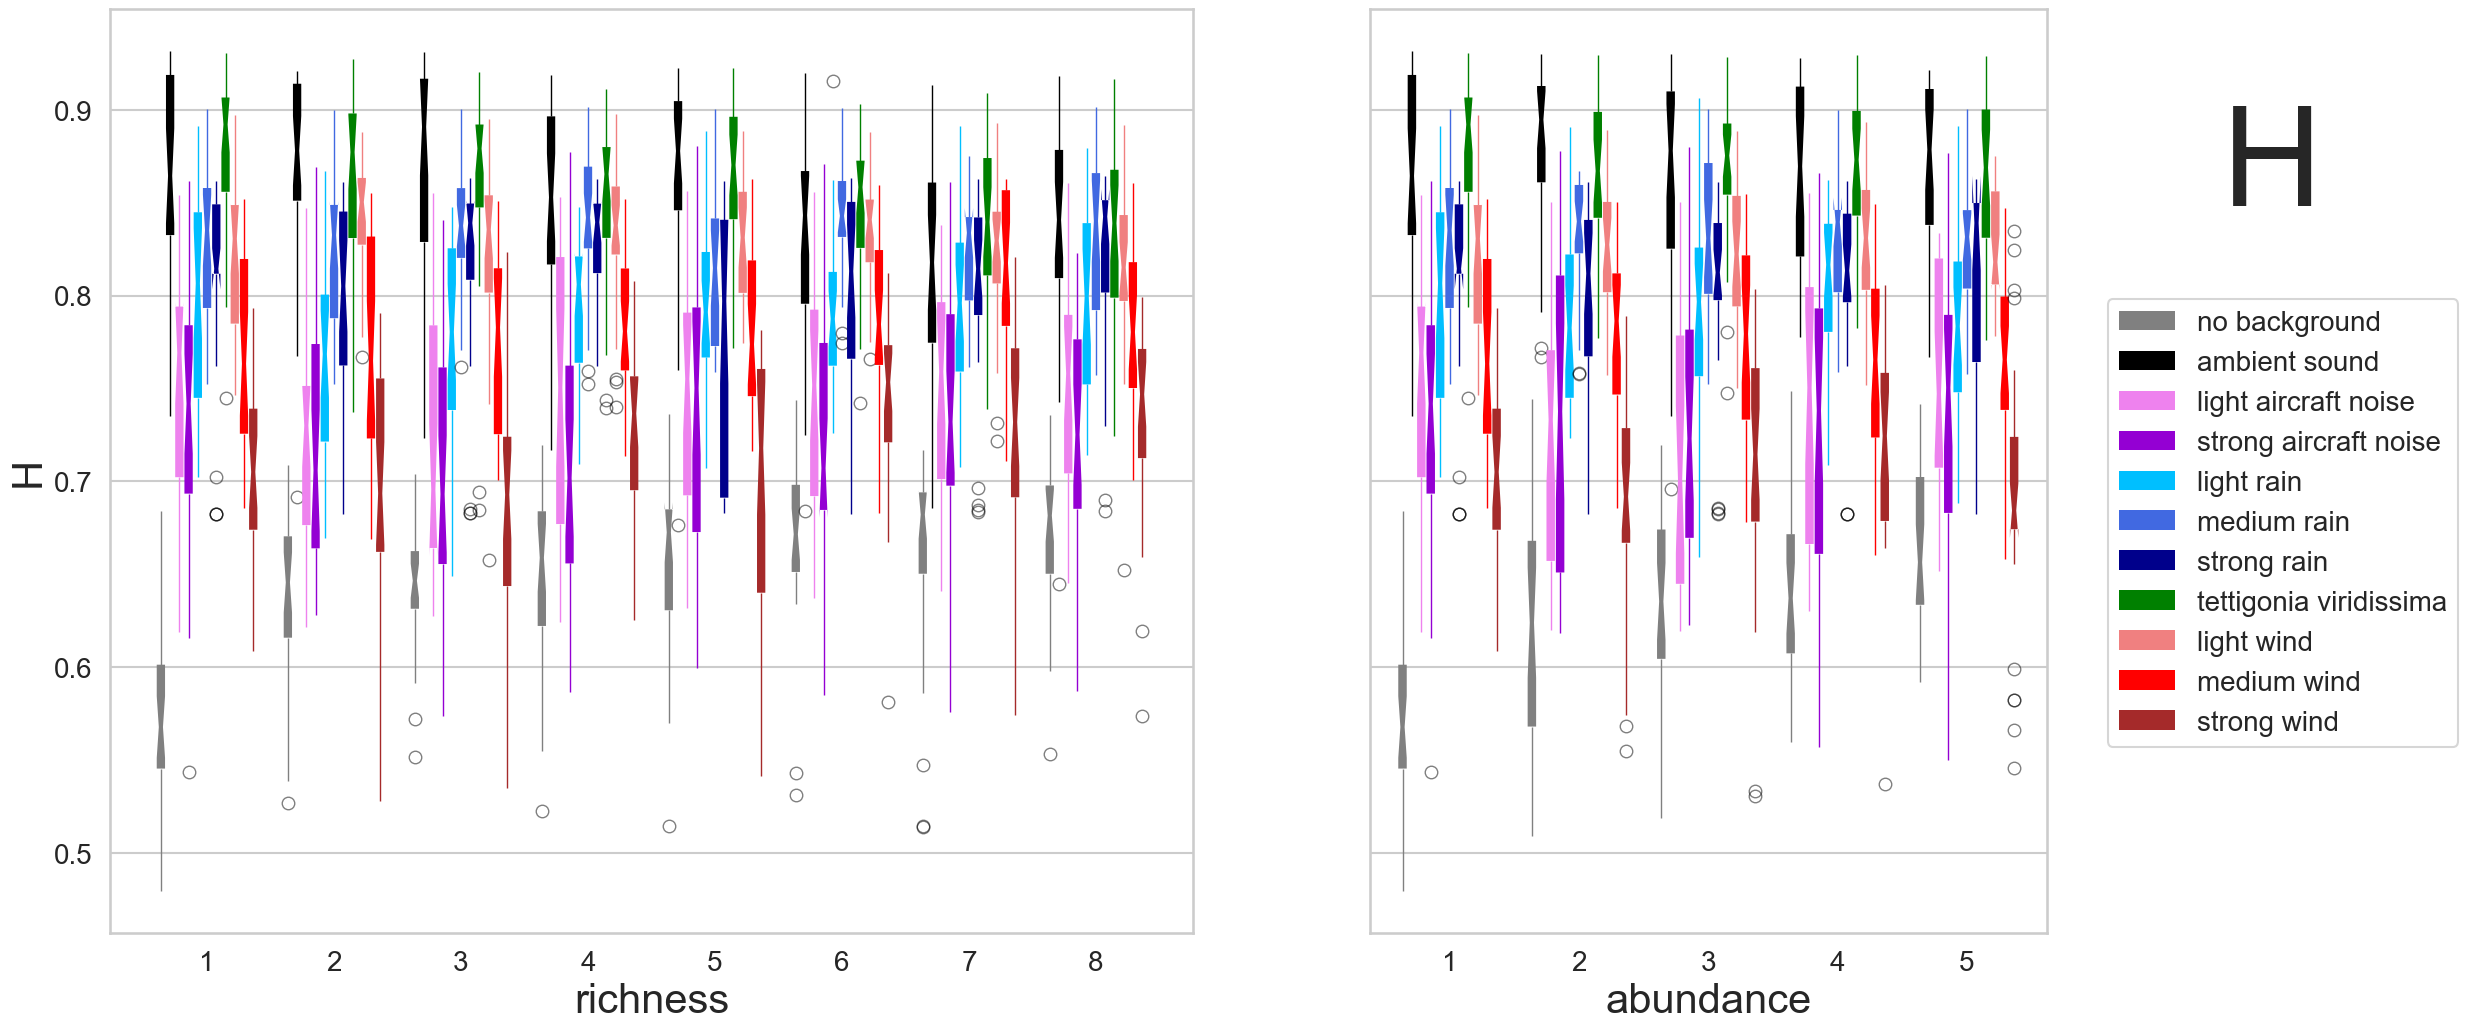 H
0.9
0.8
0.7
0.6
0.5
1 2 3 4 5 6 7 8
richness
1 2 3 4 5
abundance
H
no background
ambient sound
light aircraft noise
strong aircraft noise
light rain
medium rain
strong rain
tettigonia viridissima
light wind
medium wind
strong wind